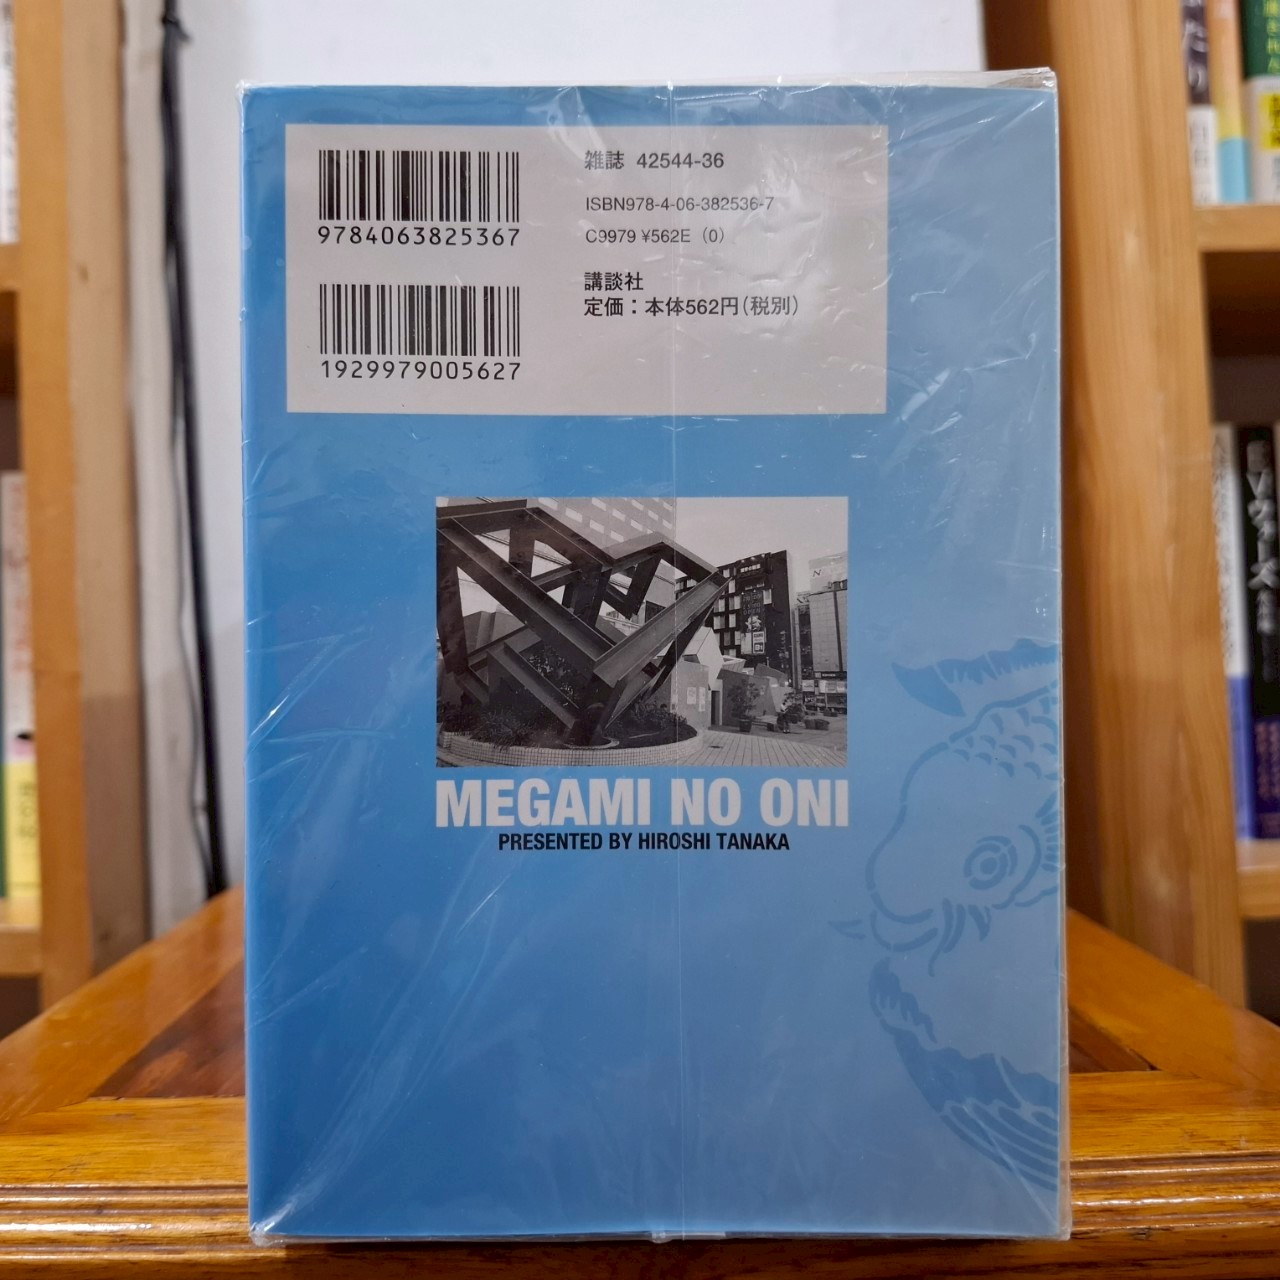 雑誌 42544-36
ISBN978-4-06-382536-7
C9979 ¥562E (0)
講談社
定価：本体562円(税別)
9784063825367
1929979005627
MEGAMI NO ONI
PRESENTED BY HIROSHI TANAKA